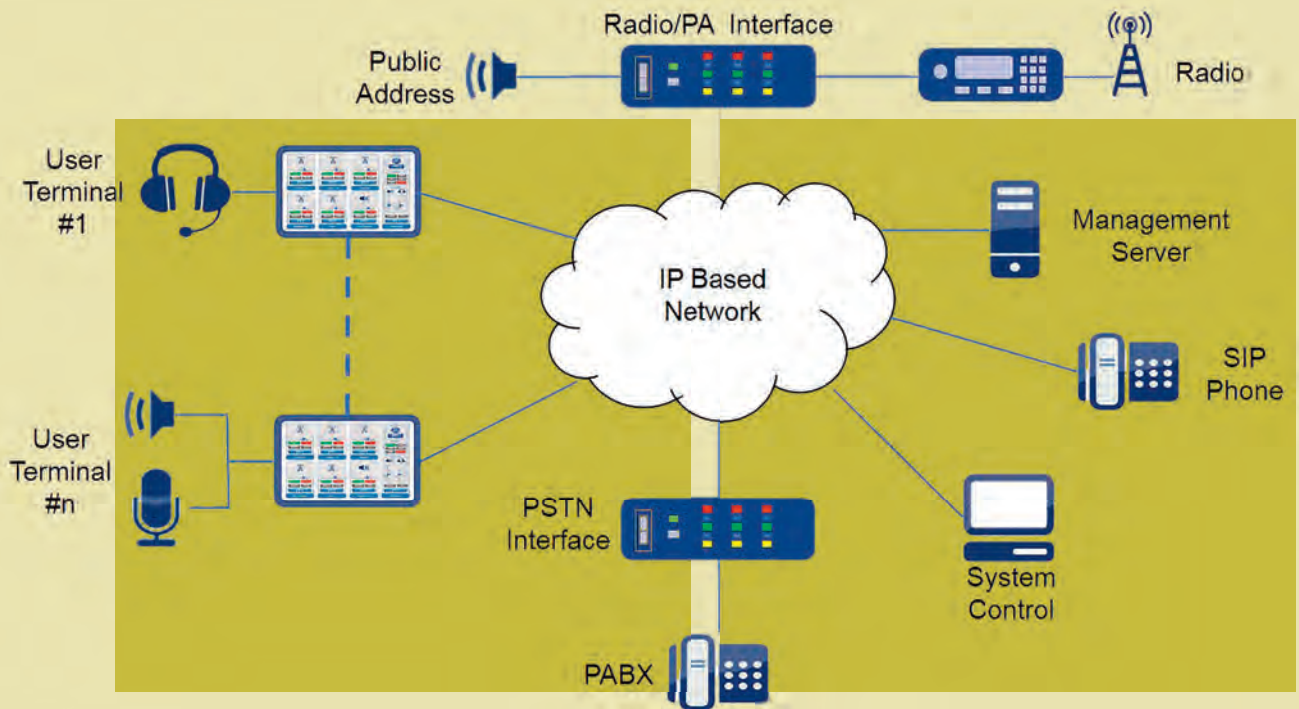 Radio/PA Interface
Public
Address
Radio
User
Terminal
#1
Management
Server
IP Based
Network
SIP
Phone
User
Terminal
#n
PSTN
Interface
System
Control
PABX